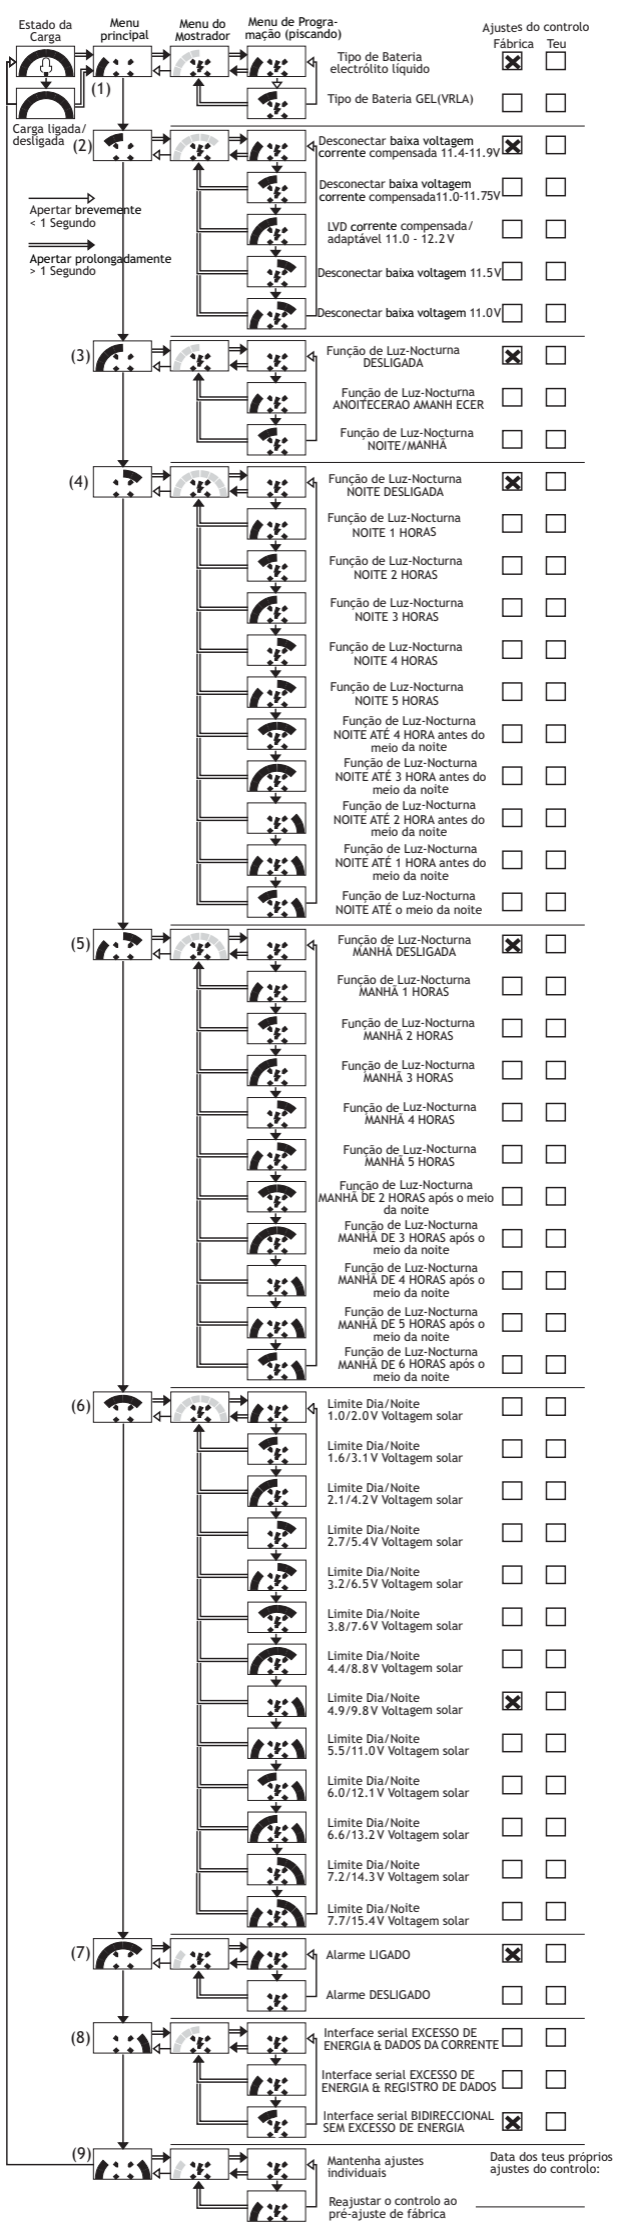 Estado da
Carga
Menu
principal
Menu do
Mostrador
Menu de Progra-
mação (piscando)
Ajustes do controlo
Fábrica Teu
Tipo de Bateria
electrólito líquido
(1)
Tipo de Bateria GEL(VRLA)
Carga ligada/
desligada
(2)
Desconectar baixa voltagem
corrente compensada 11.4-11.9V
Desconectar baixa voltagem
corrente compensada11.0-11.75V
Apertar brevemente
< 1 Segundo
LVD corrente compensada/
adaptável 11.0 - 12.2 V
Apertar prolongadamente
> 1 Segundo
Desconectar baixa voltagem 11.5V
Desconectar baixa voltagem 11.0V
(3)
Função de Luz-Nocturna
DESLIGADA
Função de Luz-Nocturna
ANOITECERAO AMANH ECER
Função de Luz-Nocturna
NOITE/MANHÃ
(4)
Função de Luz-Nocturna
NOITE DESLIGADA
Função de Luz-Nocturna
NOITE 1 HORAS
Função de Luz-Nocturna
NOITE 2 HORAS
Função de Luz-Nocturna
NOITE 3 HORAS
Função de Luz-Nocturna
NOITE 4 HORAS
Função de Luz-Nocturna
NOITE 5 HORAS
Função de Luz-Nocturna
NOITE ATÉ 4 HORA antes do
meio da noite
Função de Luz-Nocturna
NOITE ATÉ 3 HORA antes do
meio da noite
Função de Luz-Nocturna
NOITE ATÉ 2 HORA antes do
meio da noite
Função de Luz-Nocturna
NOITE ATÉ 1 HORA antes do
meio da noite
Função de Luz-Nocturna
NOITE ATÉ o meio da noite
(5)
Função de Luz-Nocturna
MANHÃ DESLIGADA
Função de Luz-Nocturna
MANHÃ 1 HORAS
Função de Luz-Nocturna
MANHÃ 2 HORAS
Função de Luz-Nocturna
MANHÃ 3 HORAS
Função de Luz-Nocturna
MANHÃ 4 HORAS
Função de Luz-Nocturna
MANHÃ 5 HORAS
Função de Luz-Nocturna
MANHÃ DE 2 HORAS após o meio
da noite
Função de Luz-Nocturna
MANHÃ DE 3 HORAS após o
meio da noite
Função de Luz-Nocturna
MANHÃ DE 4 HORAS após o
meio da noite
Função de Luz-Nocturna
MANHÃ DE 5 HORAS após o
meio da noite
Função de Luz-Nocturna
MANHÃ DE 6 HORAS após o
meio da noite
(6)
Limite Dia/Noite
1.0/2.0 V Voltagem solar
Limite Dia/Noite
1.6/3.1 V Voltagem solar
Limite Dia/Noite
2.1/4.2 V Voltagem solar
Limite Dia/Noite
2.7/5.4 V Voltagem solar
Limite Dia/Noite
3.2/6.5 V Voltagem solar
Limite Dia/Noite
3.8/7.6 V Voltagem solar
Limite Dia/Noite
4.4/8.8 V Voltagem solar
Limite Dia/Noite
4.9/9.8 V Voltagem solar
Limite Dia/Noite
5.5/11.0 V Voltagem solar
Limite Dia/Noite
6.0/12.1 V Voltagem solar
Limite Dia/Noite
6.6/13.2 V Voltagem solar
Limite Dia/Noite
7.2/14.3 V Voltagem solar
Limite Dia/Noite
7.7/15.4 V Voltagem solar
(7)
Alarme LIGADO
Alarme DESLIGADO
(8)
Interface serial EXCESSO DE
ENERGIA & DADOS DA CORRENTE
Interface serial EXCESSO DE
ENERGIA & REGISTRO DE DADOS
Interface serial BIDIRECCIONAL
SEM EXCESSO DE ENERGIA
(9)
Mantenha ajustes
individuais
Data dos teus próprios
ajustes do controlo:
Reajustar o controlo ao
pré-ajuste de fábrica